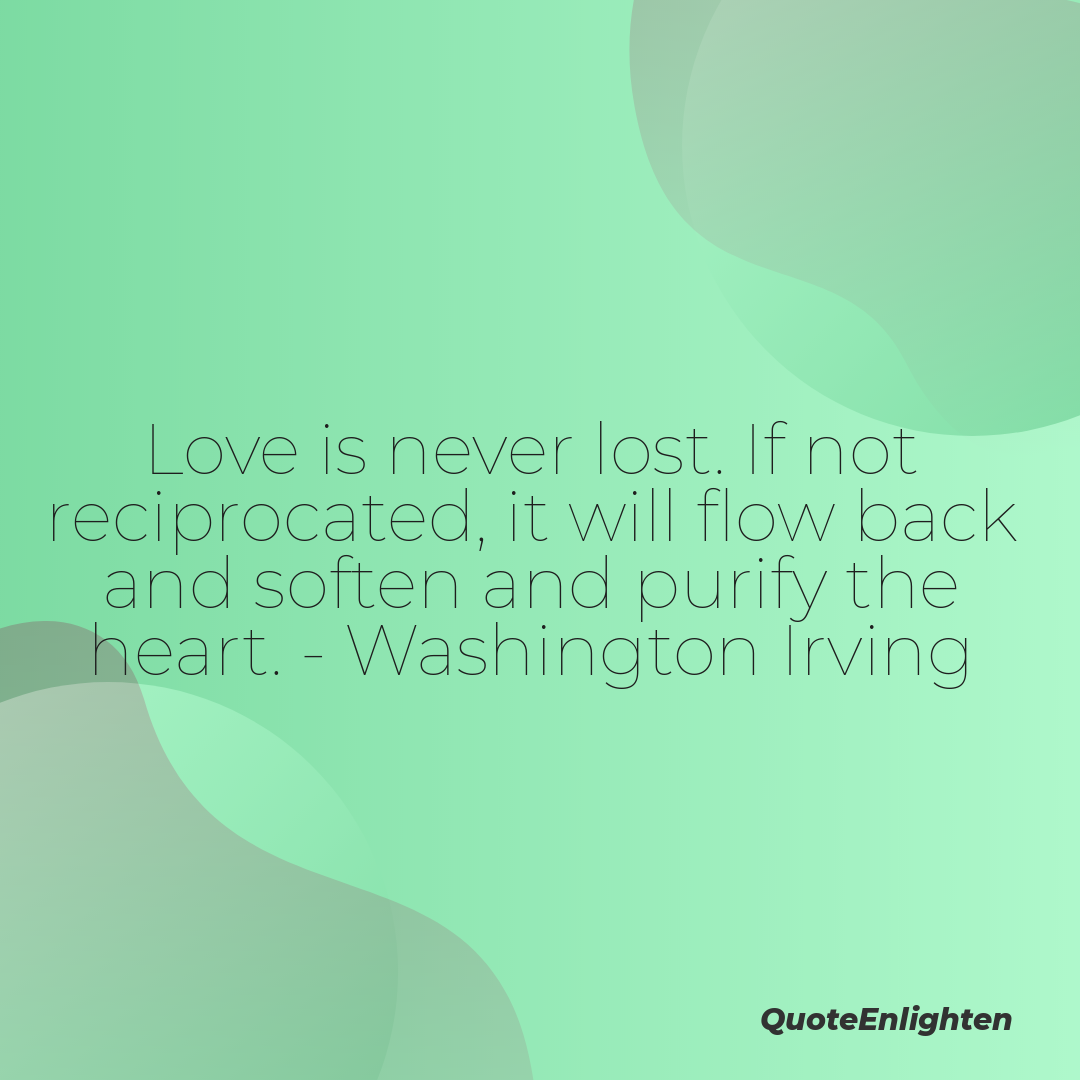 Love is never lost. If not
reciprocated, it will flow back
and soften and purify the
heart. - Washington Irving
QuoteEnlighten